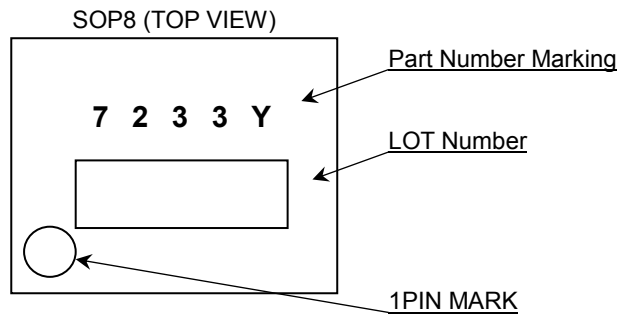 SOP8 (TOP VIEW)
Part Number Marking
7 2 3 3 Y
LOT Number
1PIN MARK